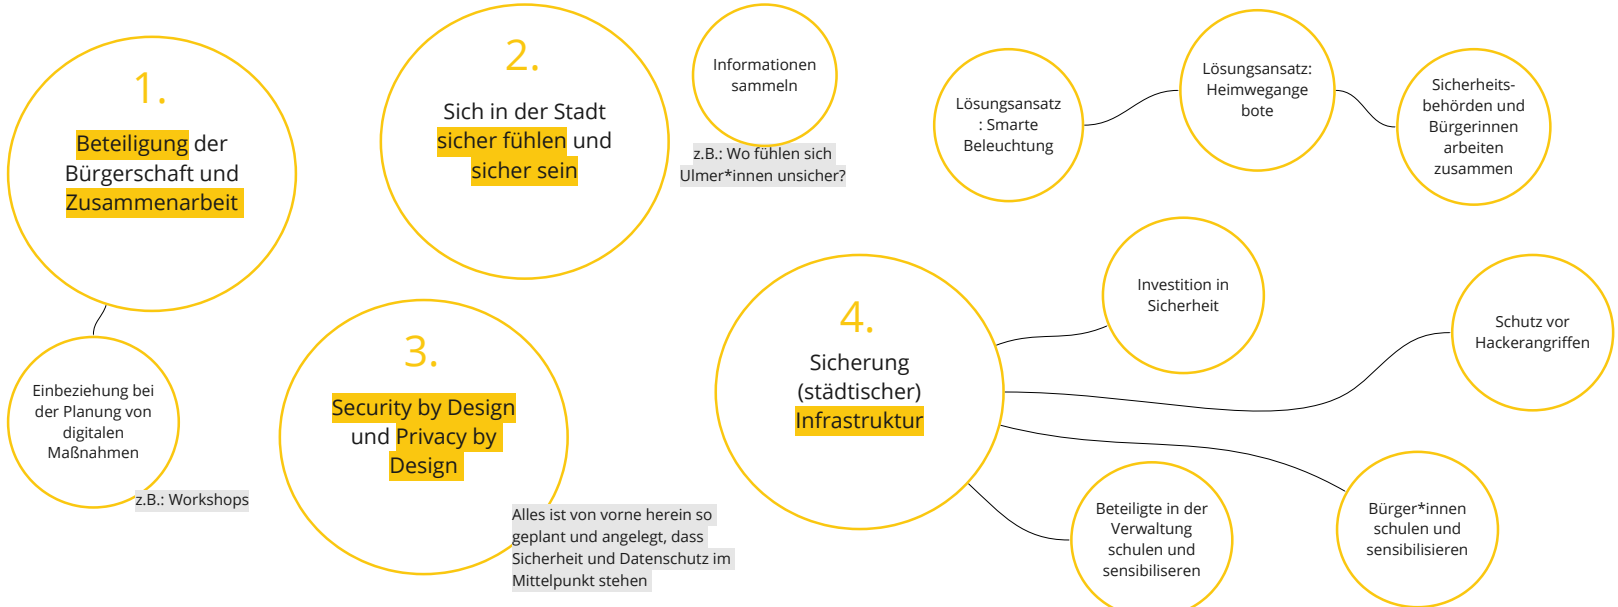 1.
Beteiligung der
Bürgerschaft und
Zusammenarbeit
Einbeziehung bei
der Planung von
digitalen
Maßnahmen
z.B.: Workshops
2.
Sich in der Stadt
sicher fühlen und
sicher sein
Informationen
sammeln
z.B.: Wo fühlen sich
Ulmer*innen unsicher?
Lösungsansatz
: Smarte
Beleuchtung
Lösungsansatz:
Heimwegange
bote
Sicherheits-
behörden und
Bürgerinnen
arbeiten
zusammen
3.
Security by Design
und Privacy by
Design
Alles ist von vorne herein so
geplant und angelegt, dass
Sicherheit und Datenschutz im
Mittelpunkt stehen
4.
Sicherung
(städtischer)
Infrastruktur
Investition in
Sicherheit
Schutz vor
Hackerangriffen
Beteiligte in der
Verwaltung
schulen und
sensibiliseren
Bürger*innen
schulen und
sensibilisieren